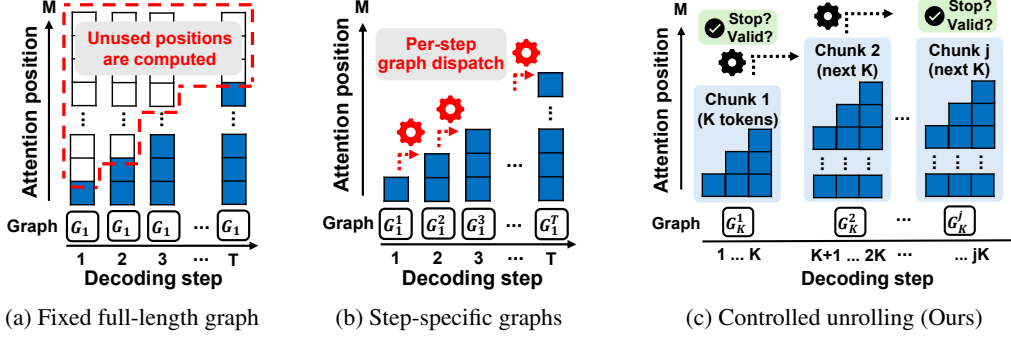 M
Attention position
Unused positions
are computed
Graph
G₁ G₁ G₁ ... G₁
1 2 3 ... T
Decoding step
(a) Fixed full-length graph
M
Attention position
Per-step
graph dispatch
Graph
G₁¹ G₁² G₁³ ... G₁ᵀ
1 2 3 ... T
Decoding step
(b) Step-specific graphs
M
Attention position
Stop?
Valid?
Chunk 1
(K tokens)
Chunk 2
(next K)
Stop?
Valid?
Chunk j
(next K)
...
Graph
G_K¹ G_K² ... G_Kʲ
1 ... K K+1 ... 2K ... ... jK
Decoding step
(c) Controlled unrolling (Ours)